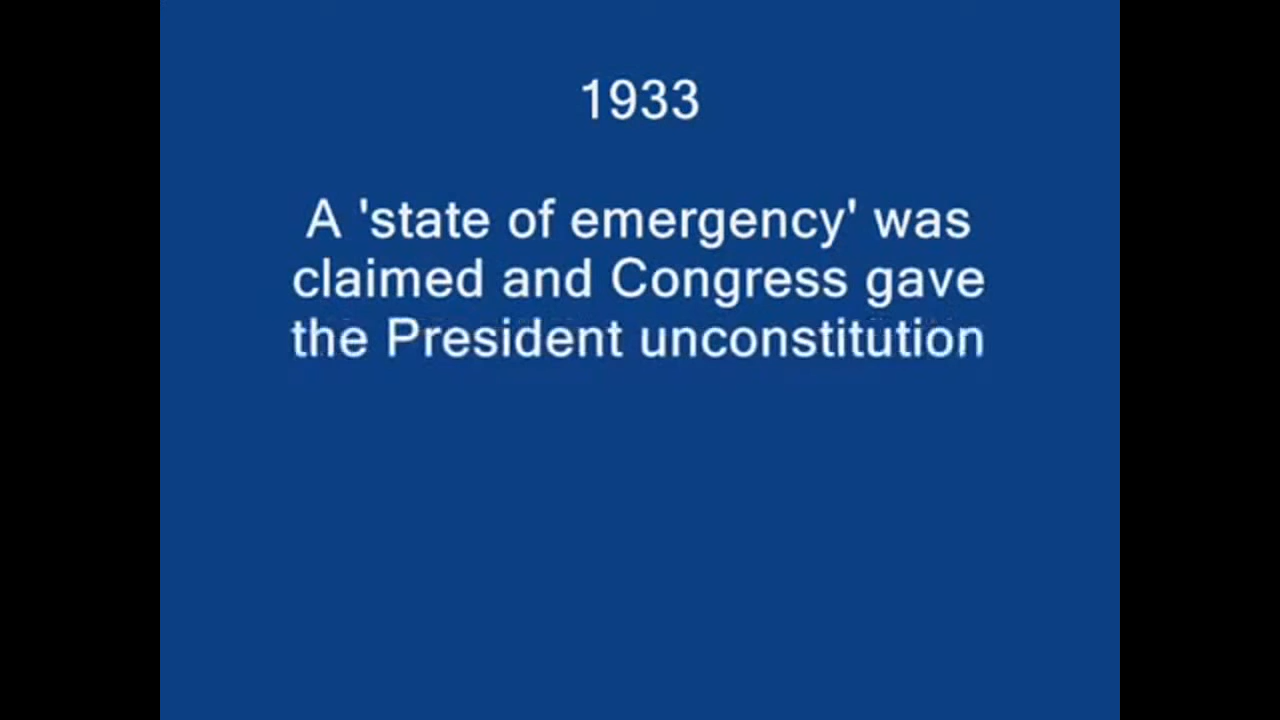 1933
A 'state of emergency' was
claimed and Congress gave
the President unconstitution